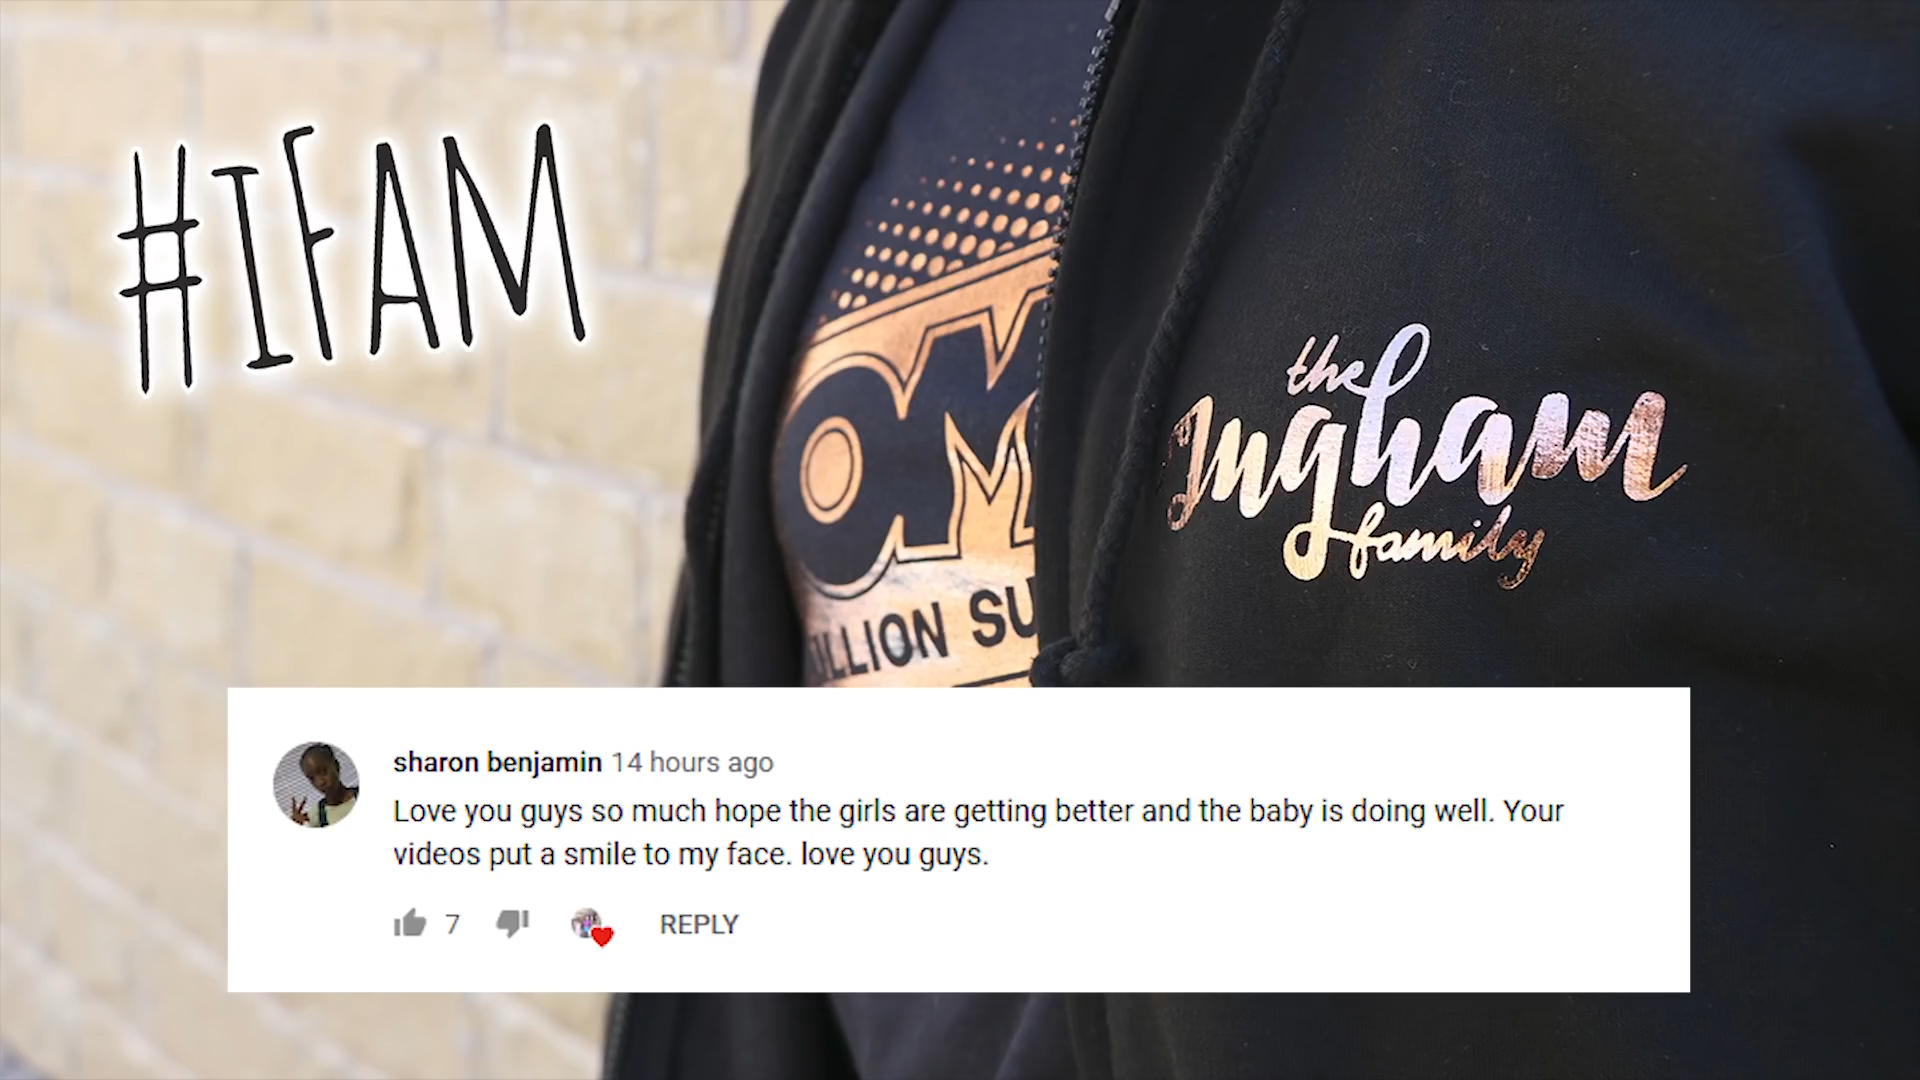 #IFAM
the
Ingham
family
OM
ILLION SU
sharon benjamin 14 hours ago
Love you guys so much hope the girls are getting better and the baby is doing well. Your
videos put a smile to my face. love you guys.
7
REPLY